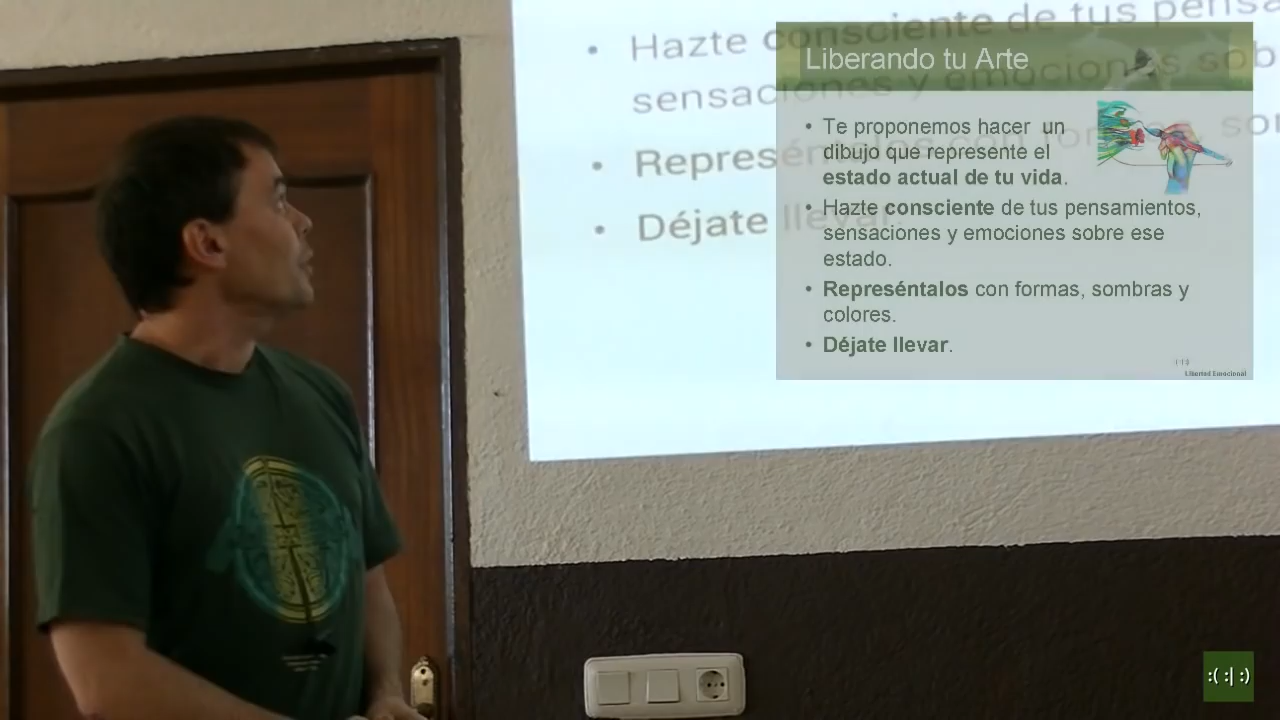 Hazte consciente de tus pensa
sensaciones y emociones sob
Represéntalos con formas, som
Déjate llevar.
Liberando tu Arte
Te proponemos hacer un
dibujo que represente el
estado actual de tu vida.
Hazte consciente de tus pensamientos,
sensaciones y emociones sobre ese
estado.
Represéntalos con formas, sombras y
colores.
Déjate llevar.
Libertad Emocional
:( :| :)